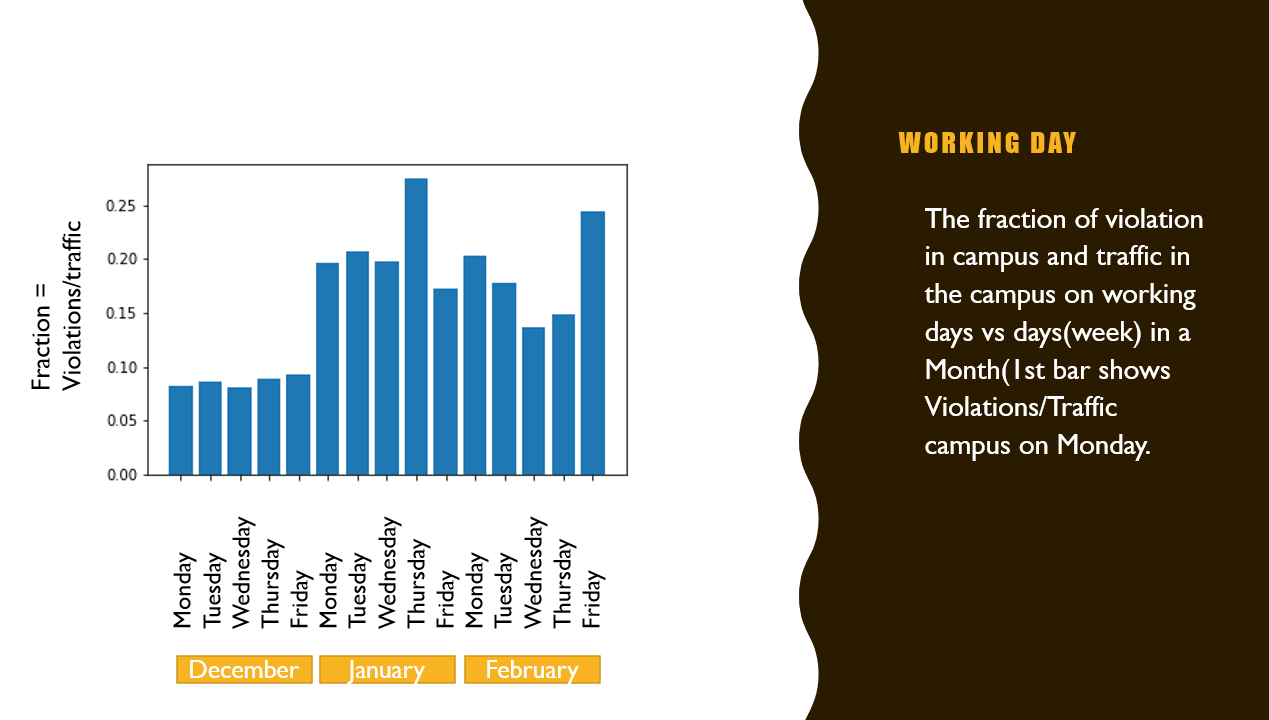 Fraction =
Violations/traffic
0.25
0.20
0.15
0.10
0.05
0.00
Monday
Tuesday
Wednesday
Thursday
Friday
Monday
Tuesday
Wednesday
Thursday
Friday
Monday
Tuesday
Wednesday
Thursday
Friday
December
January
February
WORKING DAY
The fraction of violation
in campus and traffic in
the campus on working
days vs days(week) in a
Month(1st bar shows
Violations/Traffic
campus on Monday.